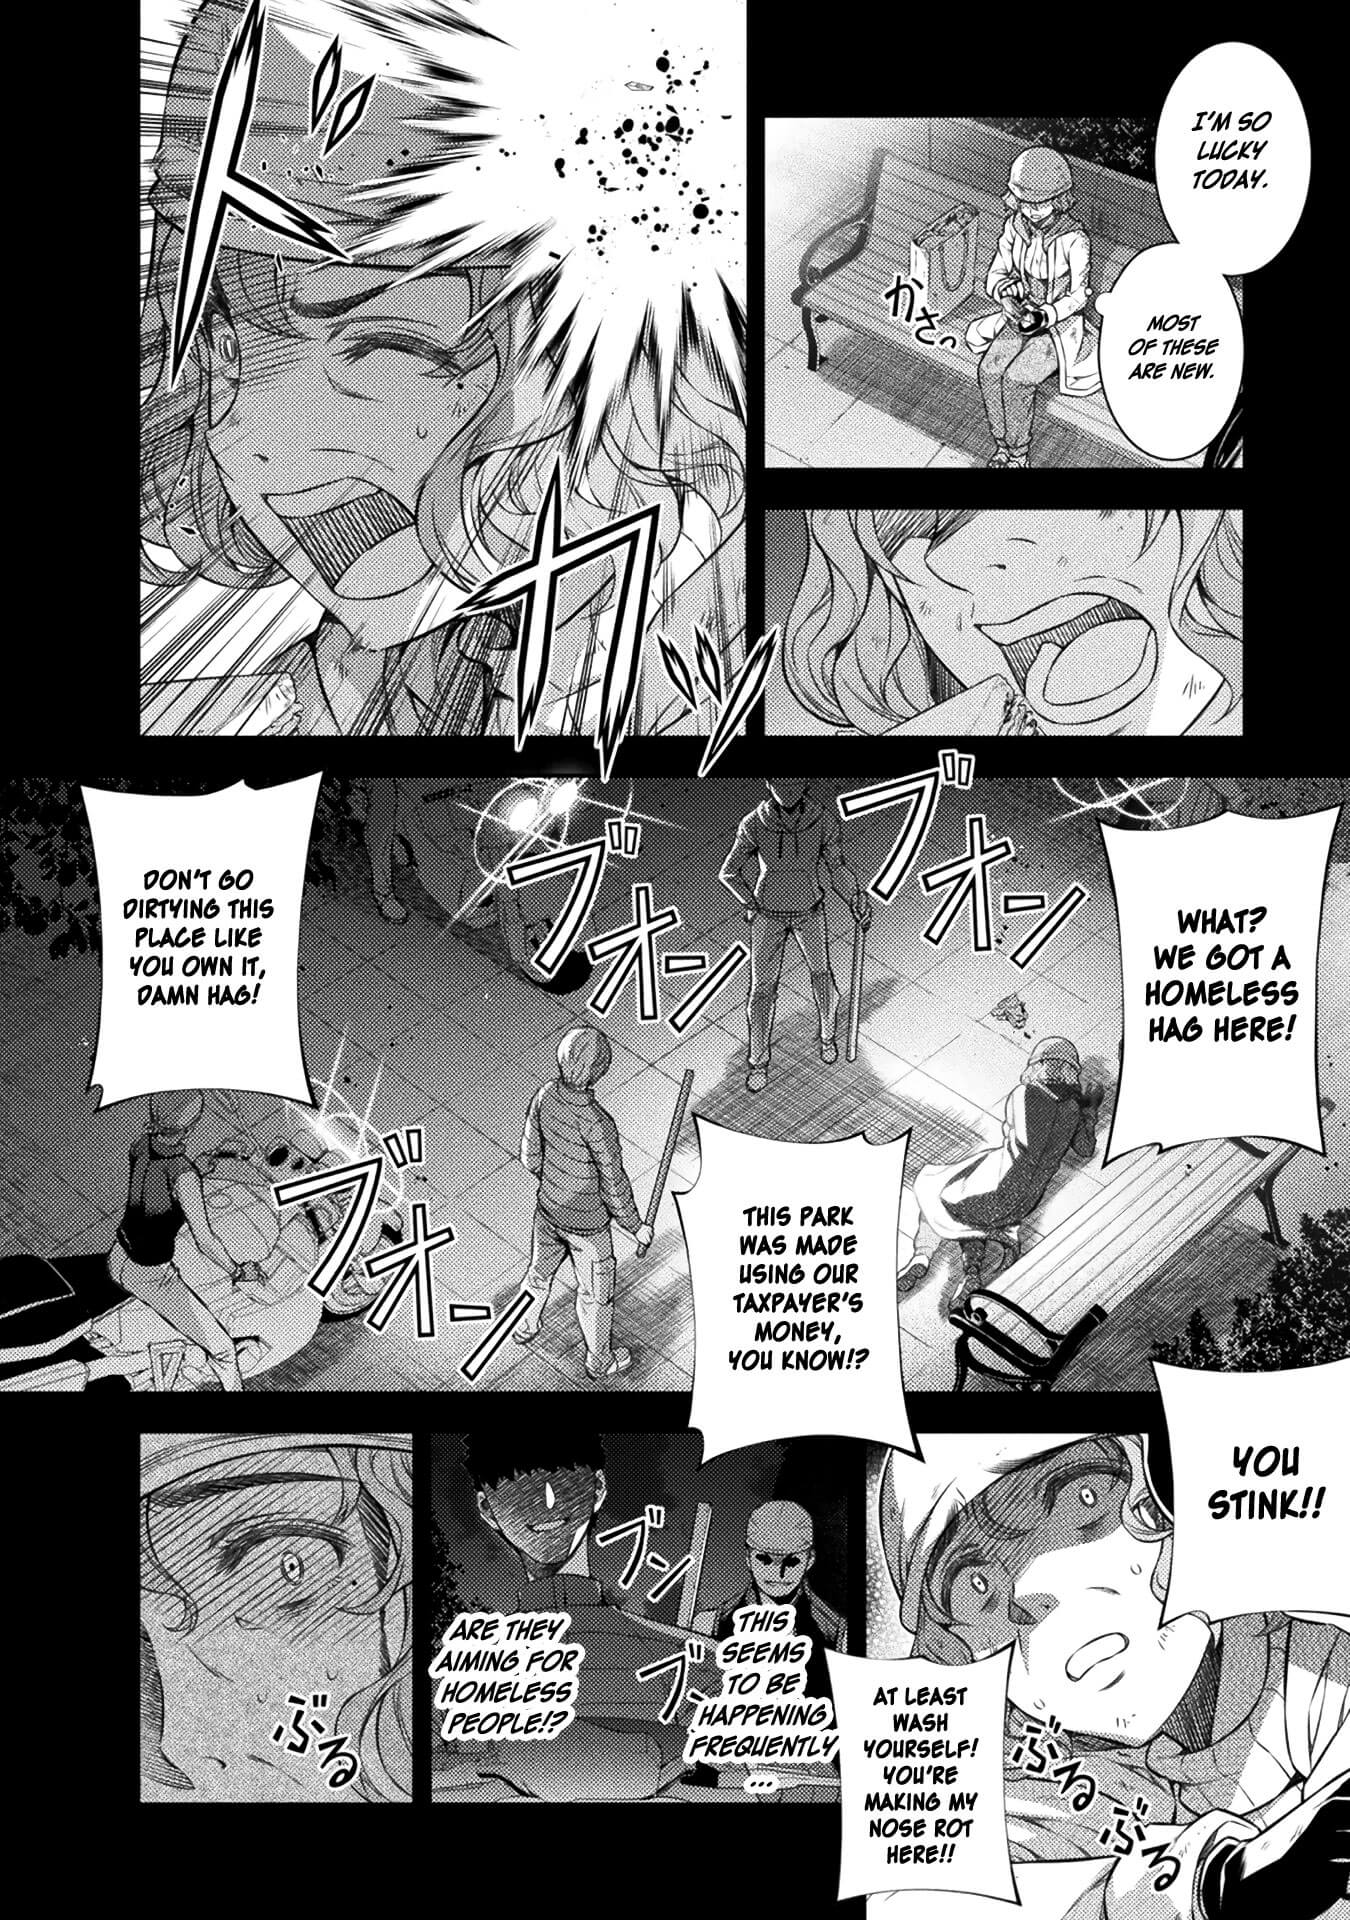 I'M SO
LUCKY
TODAY.
MOST
OF THESE
ARE NEW.
かさっ
ドカッ
WHAT?
WE GOT A
HOMELESS
HAG HERE!
ブオン
ブオン
DON'T GO
DIRTYING THIS
PLACE LIKE
YOU OWN IT,
DAMN HAG!
THIS PARK
WAS MADE
USING OUR
TAXPAYER'S
MONEY,
YOU KNOW!?
ブオン
YOU
STINK!!
AT LEAST
WASH
YOURSELF!
YOU'RE
MAKING MY
NOSE ROT
HERE!!
ぶる
ぶる
THIS
SEEMS
TO BE
HAPPENING
FREQUENTLY
...
ブン
ブン
ARE THEY
AIMING FOR
HOMELESS
PEOPLE!?
ぶる